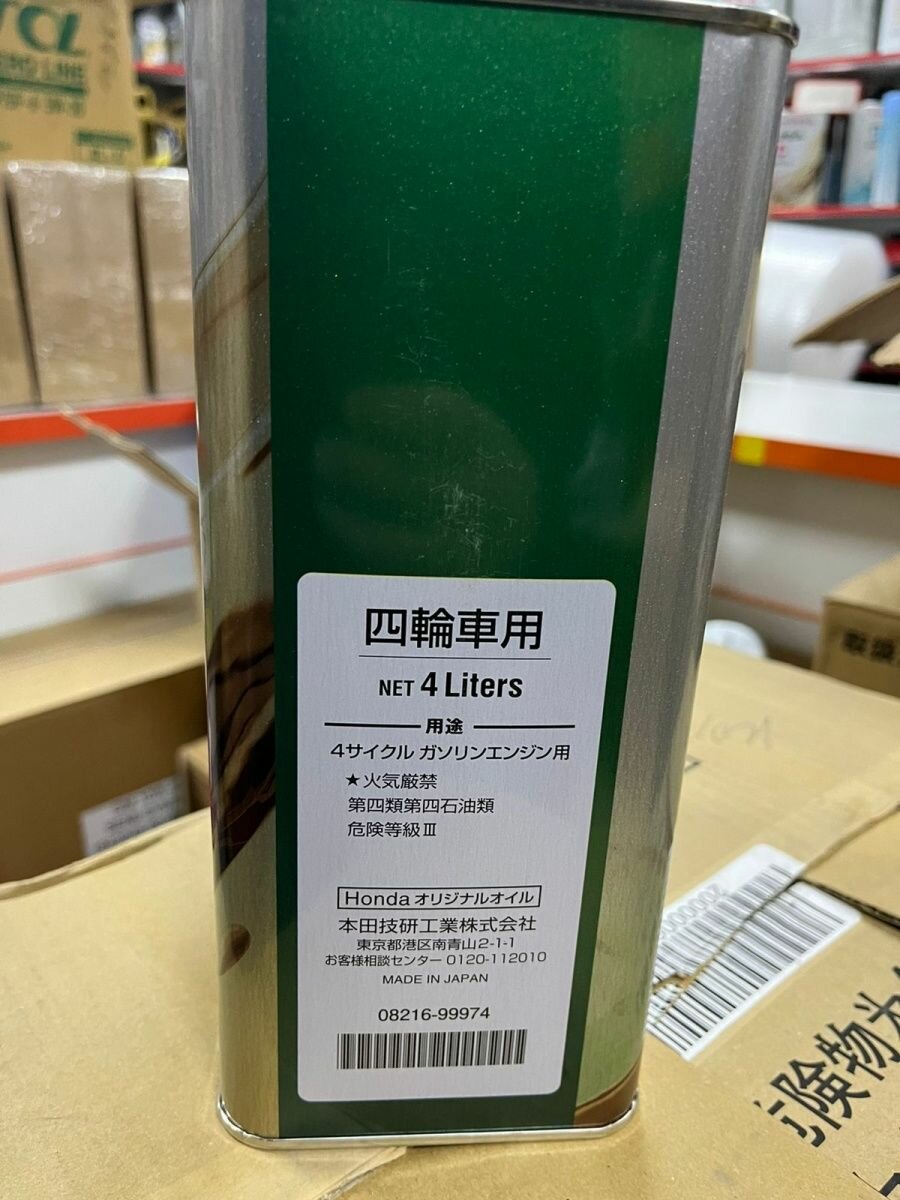 RO LINE
四輪車用
NET 4 Liters
用途
4サイクル ガソリンエンジン用
★火気厳禁
第四類第四石油類
危険等級Ⅲ
Honda オリジナルオイル
本田技研工業株式会社
東京都港区南青山2-1-1
お客様相談センター 0120-112010
MADE IN JAPAN
08216-99974
険物